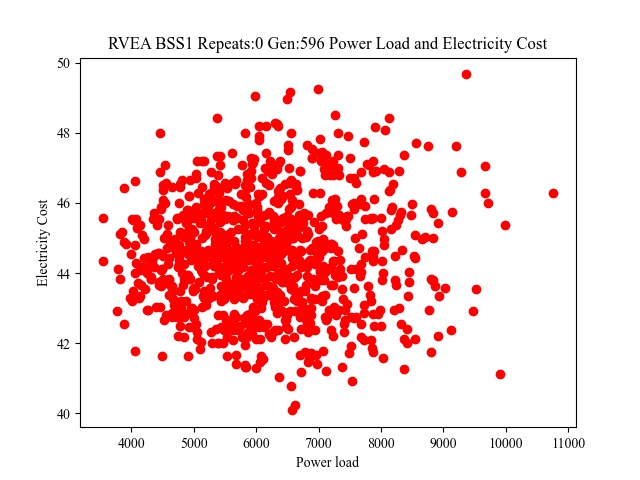 RVEA BSS1 Repeats:0 Gen:596 Power Load and Electricity Cost
50
48
46
44
42
40
Electricity Cost
4000 5000 6000 7000 8000 9000 10000 11000
Power load